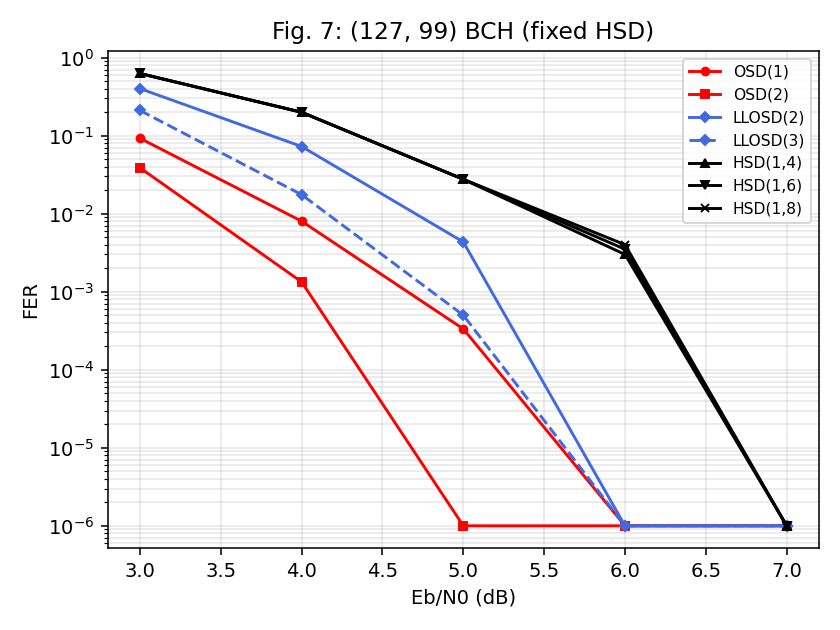 Fig. 7: (127, 99) BCH (fixed HSD)
OSD(1)
OSD(2)
LLOSD(2)
LLOSD(3)
HSD(1,4)
HSD(1,6)
HSD(1,8)
FER
10⁰
10⁻¹
10⁻²
10⁻³
10⁻⁴
10⁻⁵
10⁻⁶
3.0 3.5 4.0 4.5 5.0 5.5 6.0 6.5 7.0
Eb/N0 (dB)